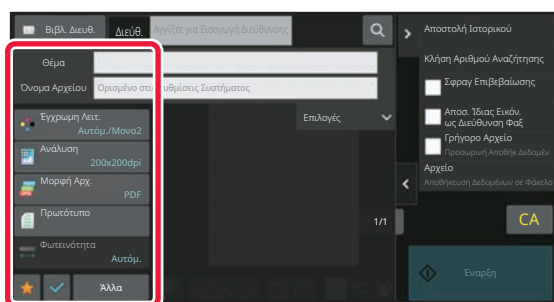 Βιβλ. Διευθ.
Διεύθ.
Αγγίξτε για Εισαγωγή Διεύθυνσης
Θέμα
Όνομα Αρχείου
Ορισμένο στις υθμίσεις Συστήματος
Έγχρωμη Λειτ.
Αυτόμ./Μονο2
Ανάλυση
200x200dpi
Μορφή Αρχ.
PDF
Πρωτότυπο
Φωτεινότητα
Αυτόμ.
Άλλα
Επιλογές
1/1
Αποστολή Ιστορικού
Κλήση Αριθμού Αναζήτησης
Σφραγ Επιβεβαίωσης
Αποσ. Ίδιας Εικόν.
ως Διεύθυνση Φαξ
Γρήγορο Αρχείο
Προσωρινή Αποθήκ Δεδομέν
Αρχείο
Αποθήκευση Δεδομένων σε Φάκελο
CA
Έναρξη